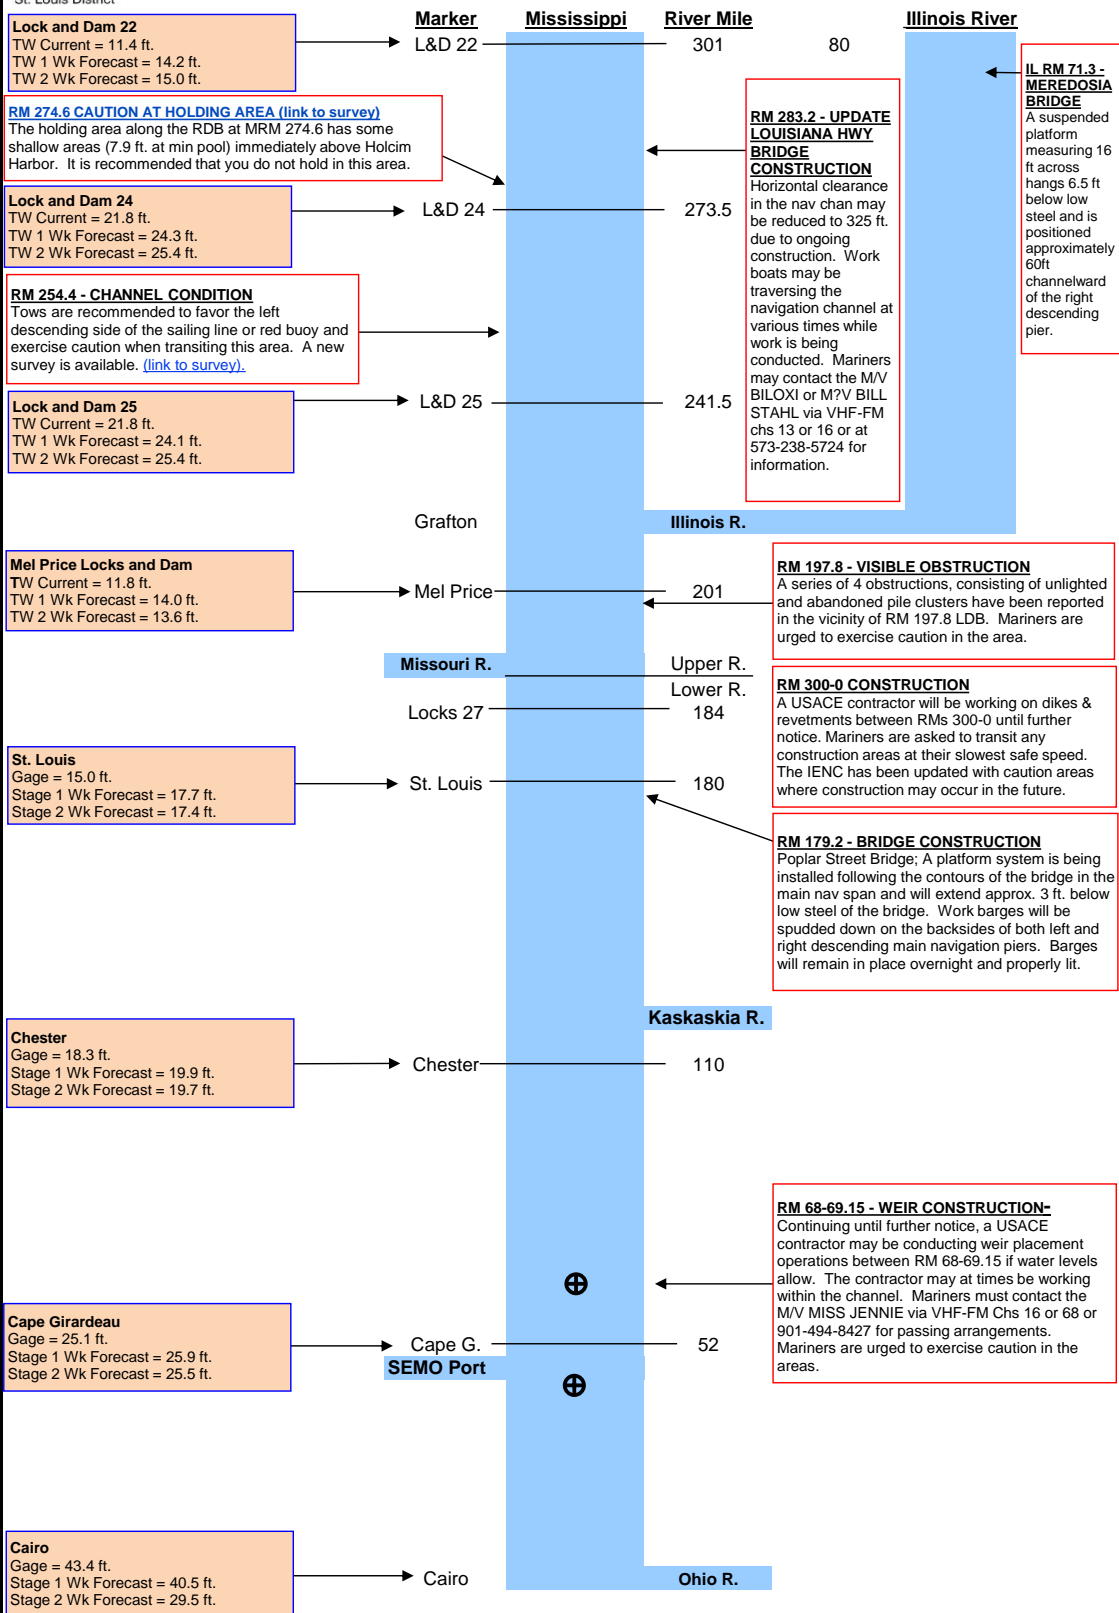 St. Louis District
Marker Mississippi River Mile Illinois River
Lock and Dam 22
TW Current = 11.4 ft.
TW 1 Wk Forecast = 14.2 ft.
TW 2 Wk Forecast = 15.0 ft.
L&D 22 301 80
IL RM 71.3 -
MEREDOSIA
BRIDGE
A suspended
platform
measuring 16
ft across
hangs 6.5 ft
below low
steel and is
positioned
approximately
60ft
channelward
of the right
descending
pier.
RM 274.6 CAUTION AT HOLDING AREA (link to survey)
The holding area along the RDB at MRM 274.6 has some
shallow areas (7.9 ft. at min pool) immediately above Holcim
Harbor. It is recommended that you do not hold in this area.
RM 283.2 - UPDATE
LOUISIANA HWY
BRIDGE
CONSTRUCTION
Horizontal clearance
in the nav chan may
be reduced to 325 ft.
due to ongoing
construction. Work
boats may be
traversing the
navigation channel at
various times while
work is being
conducted. Mariners
may contact the M/V
BILOXI or M?V BILL
STAHL via VHF-FM
chs 13 or 16 or at
573-238-5724 for
information.
Lock and Dam 24
TW Current = 21.8 ft.
TW 1 Wk Forecast = 24.3 ft.
TW 2 Wk Forecast = 25.4 ft.
L&D 24 273.5
RM 254.4 - CHANNEL CONDITION
Tows are recommended to favor the left
descending side of the sailing line or red buoy and
exercise caution when transiting this area. A new
survey is available. (link to survey).
Lock and Dam 25
TW Current = 21.8 ft.
TW 1 Wk Forecast = 24.1 ft.
TW 2 Wk Forecast = 25.4 ft.
L&D 25 241.5
Grafton Illinois R.
Mel Price Locks and Dam
TW Current = 11.8 ft.
TW 1 Wk Forecast = 14.0 ft.
TW 2 Wk Forecast = 13.6 ft.
Mel Price 201
RM 197.8 - VISIBLE OBSTRUCTION
A series of 4 obstructions, consisting of unlighted
and abandoned pile clusters have been reported
in the vicinity of RM 197.8 LDB. Mariners are
urged to exercise caution in the area.
Missouri R. Upper R.
Lower R.
Locks 27 184
RM 300-0 CONSTRUCTION
A USACE contractor will be working on dikes &
revetments between RMs 300-0 until further
notice. Mariners are asked to transit any
construction areas at their slowest safe speed.
The IENC has been updated with caution areas
where construction may occur in the future.
St. Louis
Gage = 15.0 ft.
Stage 1 Wk Forecast = 17.7 ft.
Stage 2 Wk Forecast = 17.4 ft.
St. Louis 180
RM 179.2 - BRIDGE CONSTRUCTION
Poplar Street Bridge; A platform system is being
installed following the contours of the bridge in the
main nav span and will extend approx. 3 ft. below
low steel of the bridge. Work barges will be
spudded down on the backsides of both left and
right descending main navigation piers. Barges
will remain in place overnight and properly lit.
Kaskaskia R.
Chester
Gage = 18.3 ft.
Stage 1 Wk Forecast = 19.9 ft.
Stage 2 Wk Forecast = 19.7 ft.
Chester 110
RM 68-69.15 - WEIR CONSTRUCTION-
Continuing until further notice, a USACE
contractor may be conducting weir placement
operations between RM 68-69.15 if water levels
allow. The contractor may at times be working
within the channel. Mariners must contact the
M/V MISS JENNIE via VHF-FM Chs 16 or 68 or
901-494-8427 for passing arrangements.
Mariners are urged to exercise caution in the
areas.
Cape Girardeau
Gage = 25.1 ft.
Stage 1 Wk Forecast = 25.9 ft.
Stage 2 Wk Forecast = 25.5 ft.
Cape G. 52
SEMO Port
Cairo
Gage = 43.4 ft.
Stage 1 Wk Forecast = 40.5 ft.
Stage 2 Wk Forecast = 29.5 ft.
Cairo Ohio R.